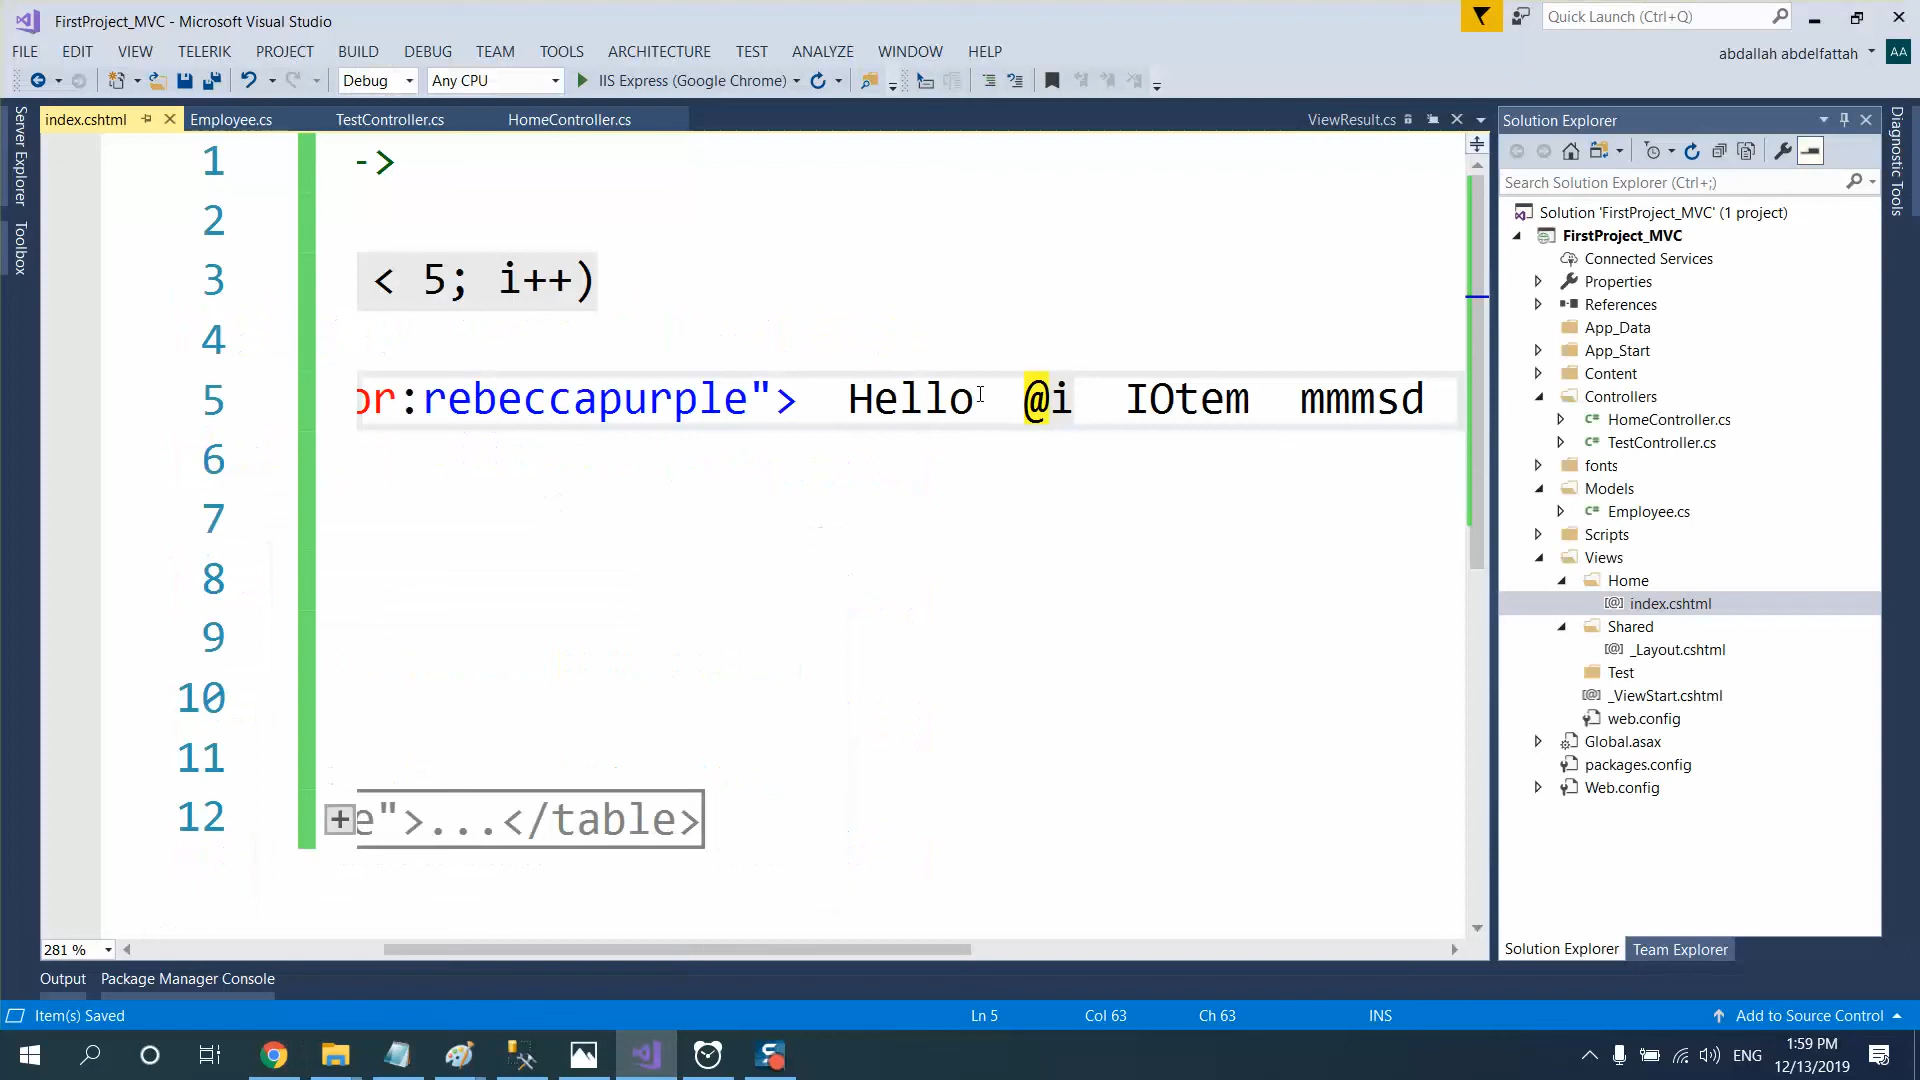 FirstProject_MVC - Microsoft Visual Studio
Quick Launch (Ctrl+Q)
FILE EDIT VIEW TELERIK PROJECT BUILD DEBUG TEAM TOOLS ARCHITECTURE TEST ANALYZE WINDOW HELP
abdallah abdelfattah AA
Debug Any CPU IIS Express (Google Chrome)
index.cshtml Employee.cs TestController.cs HomeController.cs ViewResult.cs
Server Explorer
Toolbox
1 ->
2
3 < 5; i++)
4
5 or:rebeccapurple"> Hello @i IOtem mmmsd
6
7
8
9
10
11
12 e">...</table>
281 %
Solution Explorer
Search Solution Explorer (Ctrl+;)
Solution 'FirstProject_MVC' (1 project)
FirstProject_MVC
Connected Services
Properties
References
App_Data
App_Start
Content
Controllers
HomeController.cs
TestController.cs
fonts
Models
Employee.cs
Scripts
Views
Home
index.cshtml
Shared
_Layout.cshtml
Test
_ViewStart.cshtml
web.config
Global.asax
packages.config
Web.config
Solution Explorer Team Explorer
Diagnostic Tools
Output Package Manager Console
Item(s) Saved Ln 5 Col 63 Ch 63 INS Add to Source Control
ENG 1:59 PM
12/13/2019